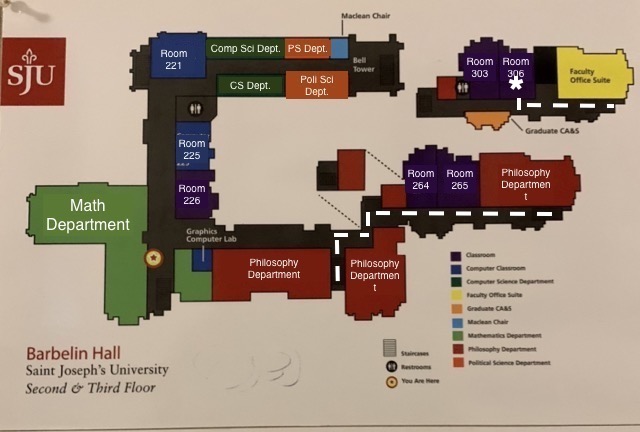 Maclean Chair
SJU
Room
221
Comp Sci Dept.
PS Dept.
Bell
Tower
CS Dept.
Poli Sci
Dept.
Room
303
Room
306
*
Faculty
Office Suite
Graduate CA&S
Room
225
Room
226
Room
264
Room
265
Philosophy
Departmen
t
Math
Department
Graphics
Computer Lab
Philosophy
Department
Philosophy
Departmen
t
Classroom
Computer Classroom
Computer Science Department
Faculty Office Suite
Graduate CA&S
Maclean Chair
Mathematics Department
Philosophy Department
Political Science Department
Staircases
Restrooms
You Are Here
Barbelin Hall
Saint Joseph's University
Second & Third Floor